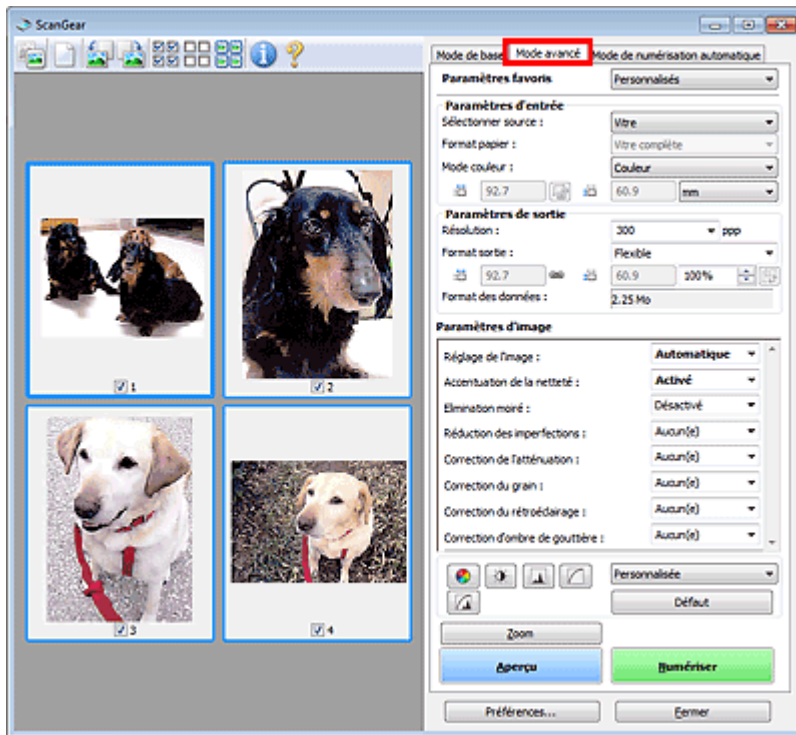 ScanGear
Mode de base Mode avancé Mode de numérisation automatique
Paramètres favoris Personnalisés
Paramètres d'entrée
Sélectionner source : Vitre
Format papier : Vitre complète
Mode couleur : Couleur
92.7 60.9 mm
Paramètres de sortie
Résolution : 300 ppp
Format sortie : Flexible
92.7 60.9 100%
Format des données : 2.25 Mo
Paramètres d'image
Réglage de l'image : Automatique
Accentuation de la netteté : Activé
Elimination moiré : Désactivé
Réduction des imperfections : Aucun(e)
Correction de l'atténuation : Aucun(e)
Correction du grain : Aucun(e)
Correction du rétroéclairage : Aucun(e)
Correction d'ombre de gouttière : Aucun(e)
Personnalisée
Défaut
Zoom
Aperçu Numériser
Préférences... Fermer
1 2
3 4